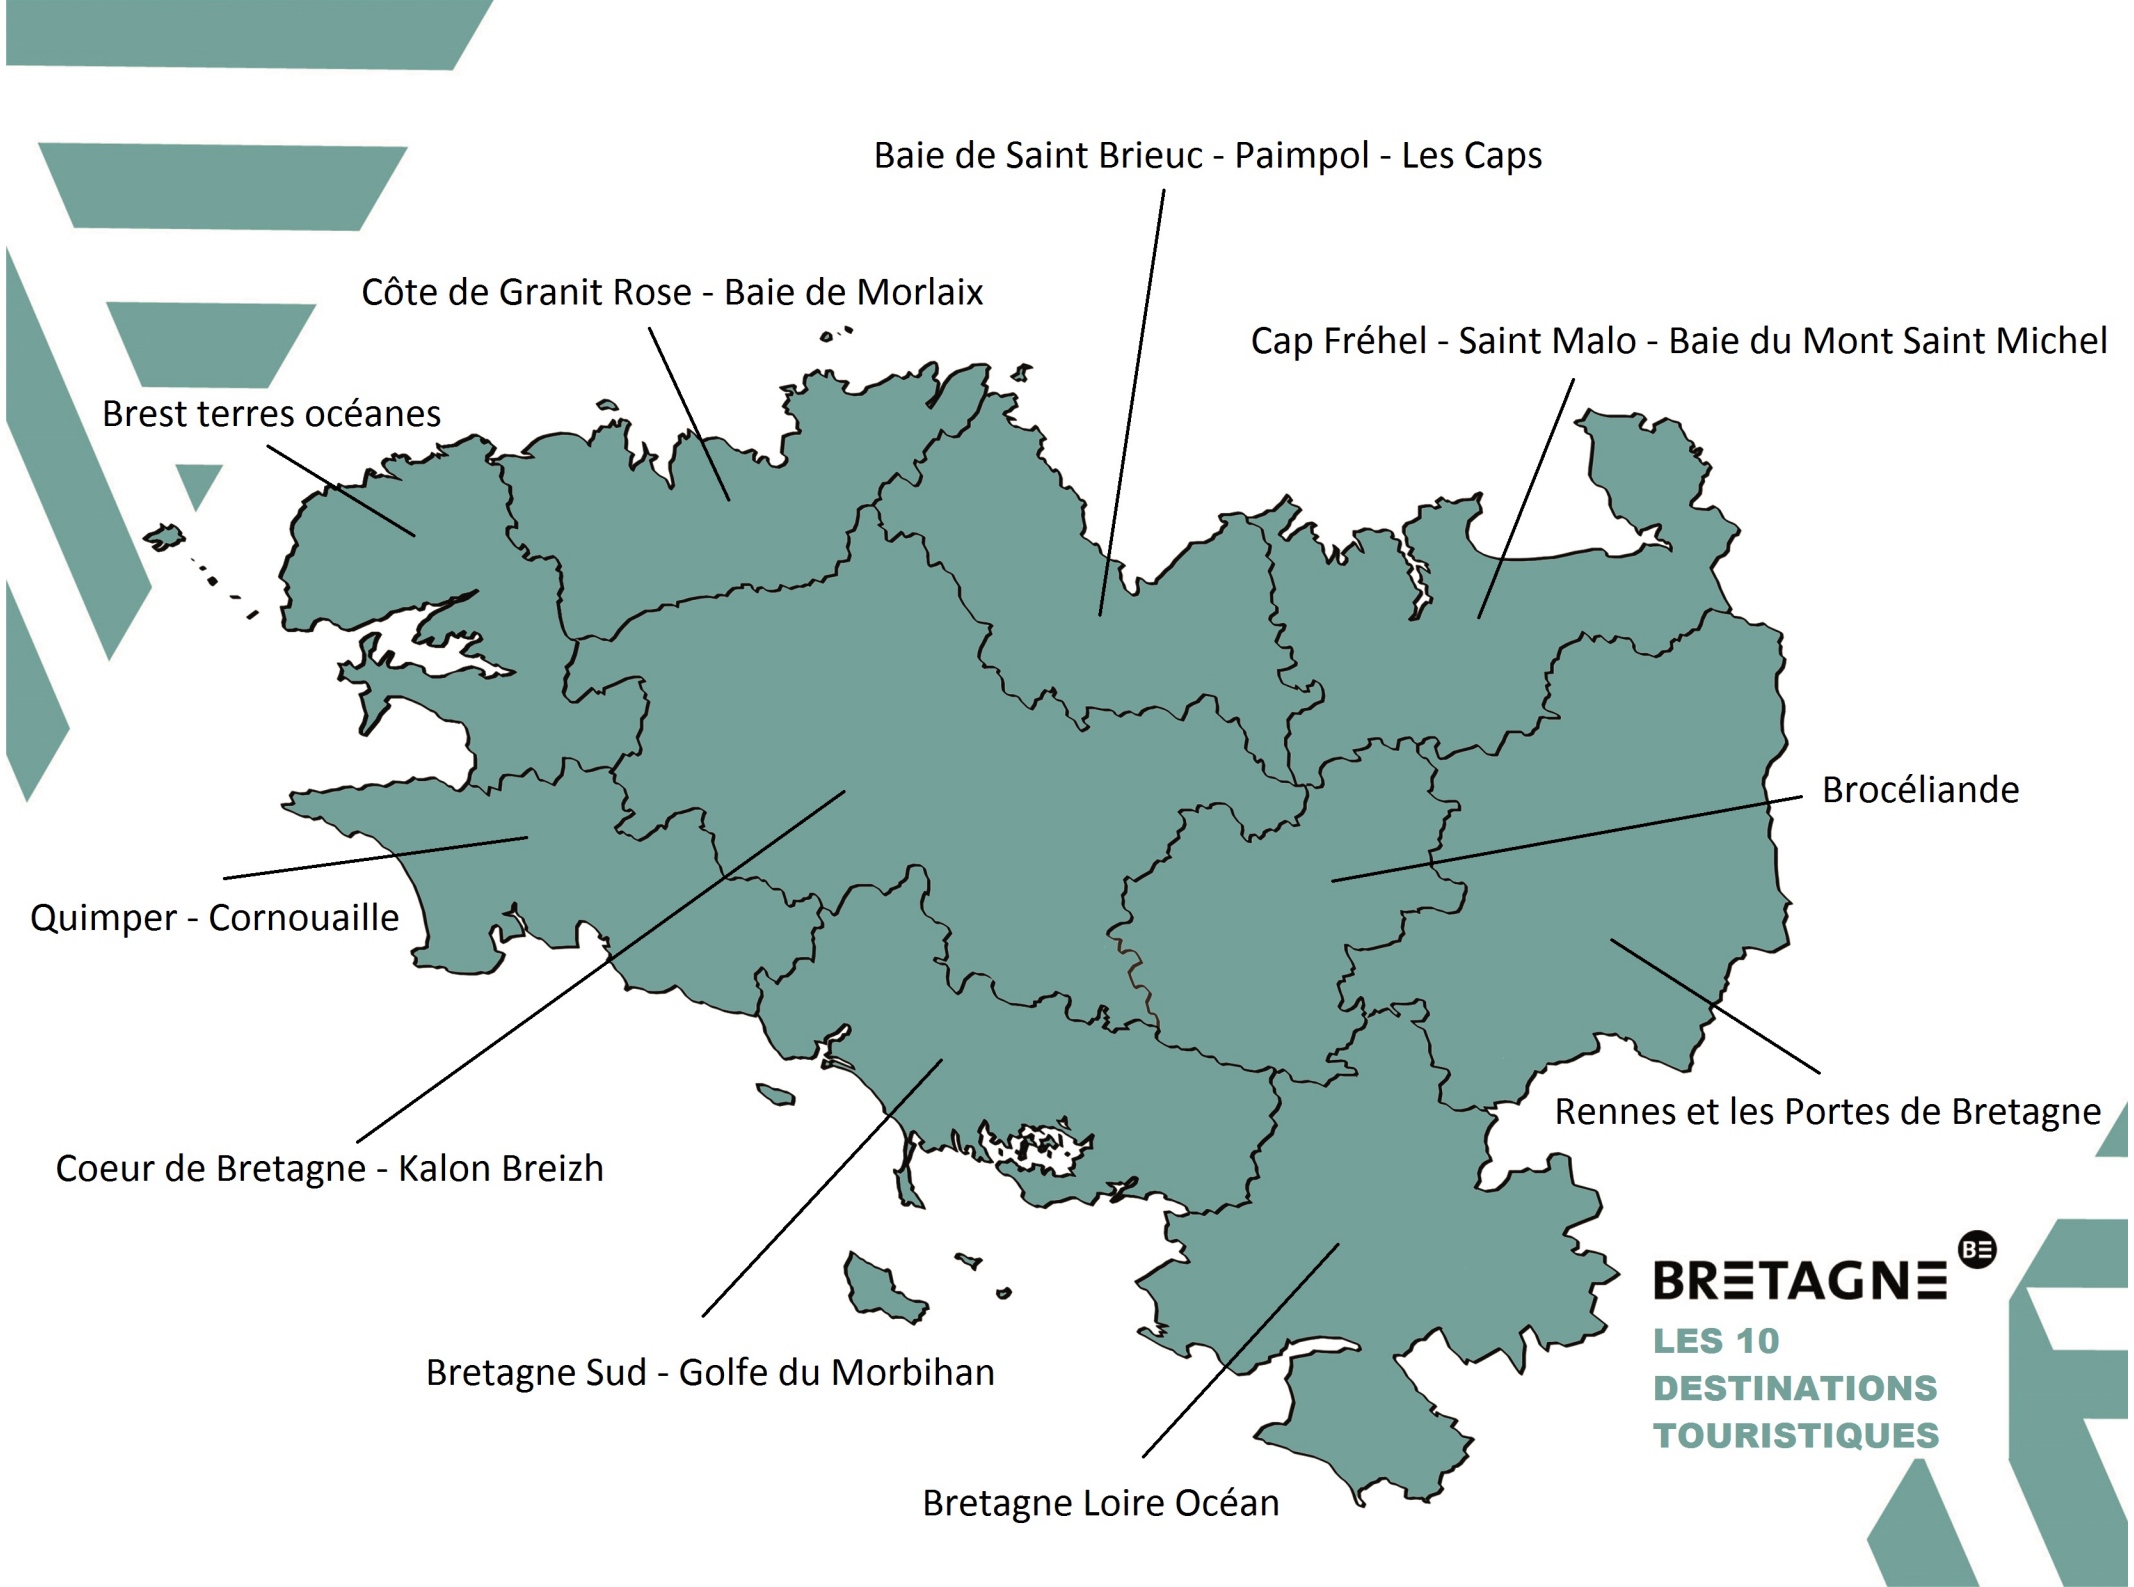 Baie de Saint Brieuc - Paimpol - Les Caps
Côte de Granit Rose - Baie de Morlaix
Cap Fréhel - Saint Malo - Baie du Mont Saint Michel
Brest terres océanes
Brocéliande
Quimper - Cornouaille
Rennes et les Portes de Bretagne
Coeur de Bretagne - Kalon Breizh
BRETAGNE BE
LES 10
DESTINATIONS
TOURISTIQUES
Bretagne Sud - Golfe du Morbihan
Bretagne Loire Océan